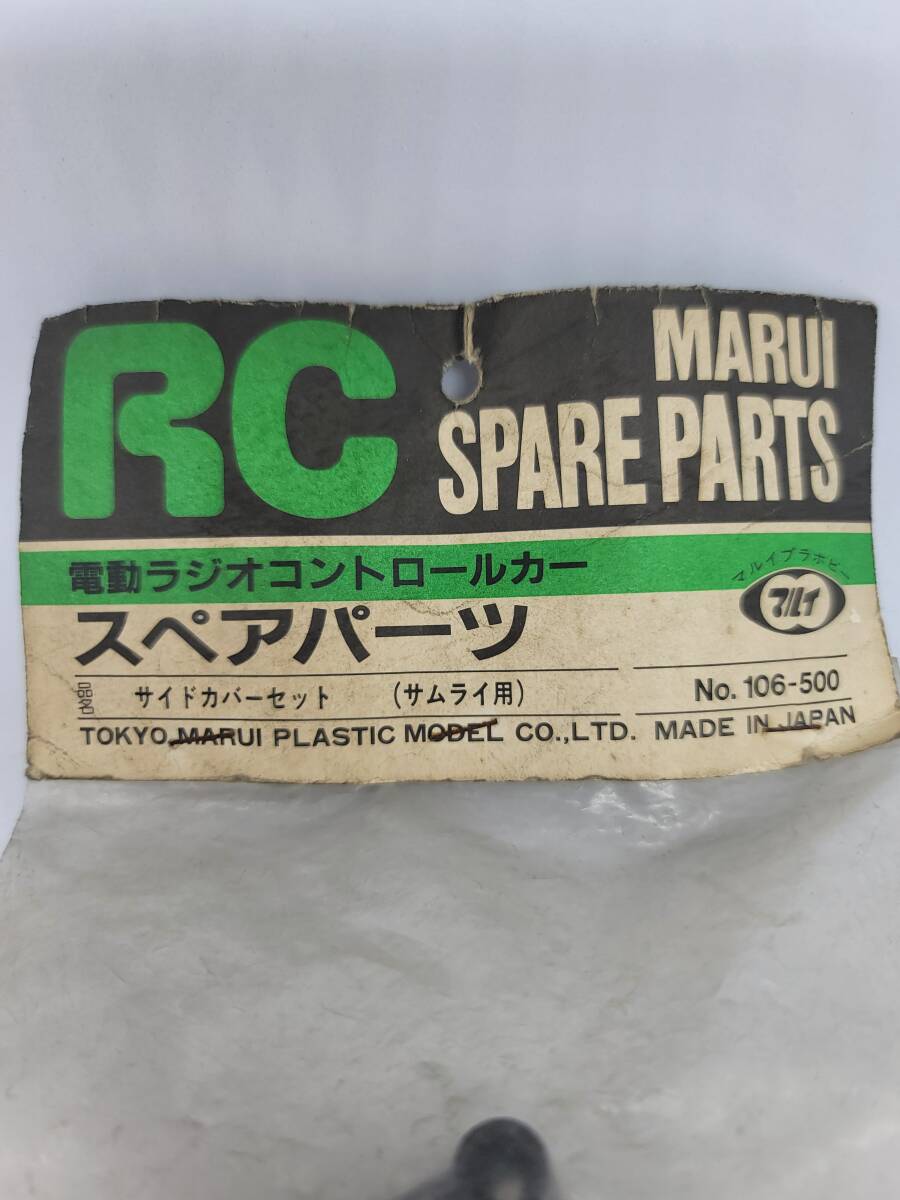 RC
MARUI
SPARE PARTS
電動ラジオコントロールカー
マルイプラホビー
マルイ
スペアパーツ
品名 サイドカバーセット (サムライ用)
No. 106-500
TOKYO MARUI PLASTIC MODEL CO.,LTD. MADE IN JAPAN